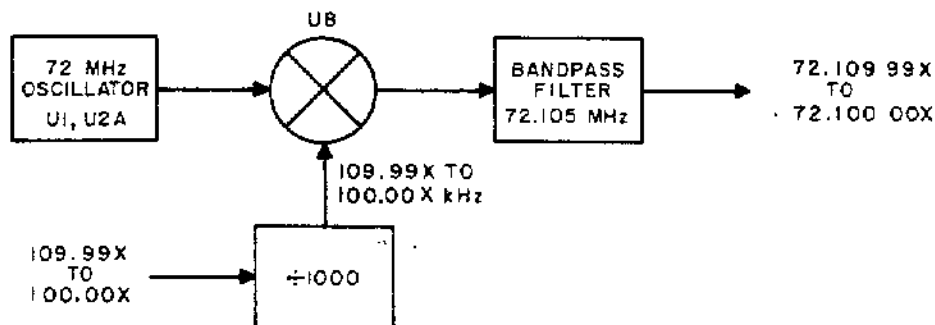 U8
72 MHz
OSCILLATOR
U1, U2A
BANDPASS
FILTER
72.105 MHz
72.109 99X
TO
72.100 00X
109.99X TO
100.00X kHz
109.99X
TO
100.00X
÷1000